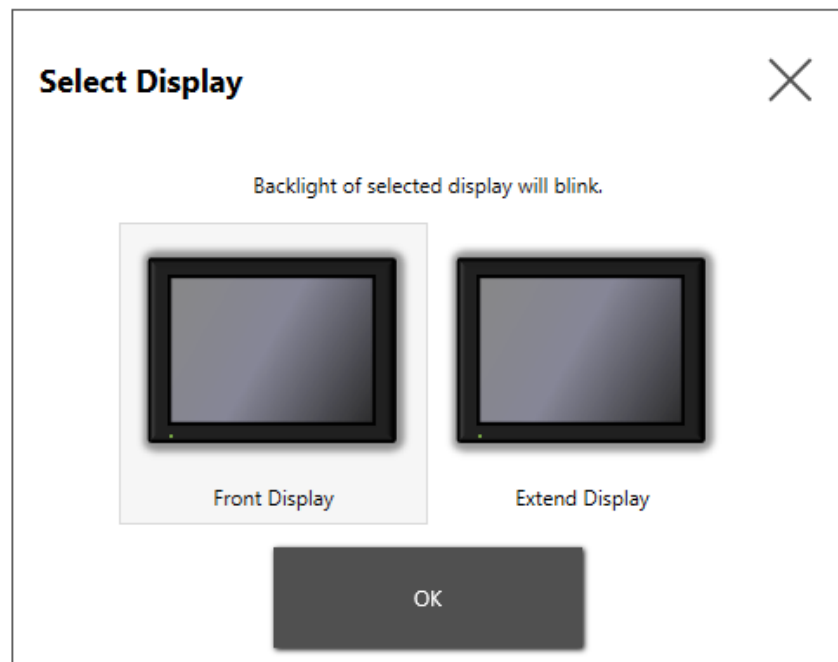 Select Display
Backlight of selected display will blink.
Front Display
Extend Display
OK